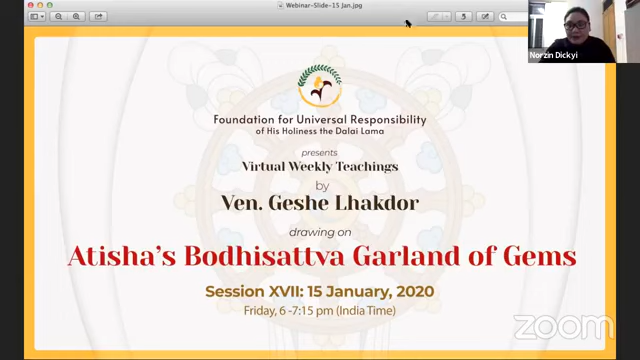 Webinar-Slide-15 Jan.jpg
Norzin Dickyi
Foundation for Universal Responsibility
of His Holiness the Dalai Lama
presents
Virtual Weekly Teachings
by
Ven. Geshe Lhakdor
drawing on
Atisha's Bodhisattva Garland of Gems
Session XVII: 15 January, 2020
Friday, 6 -7:15 pm (India Time)
zoom